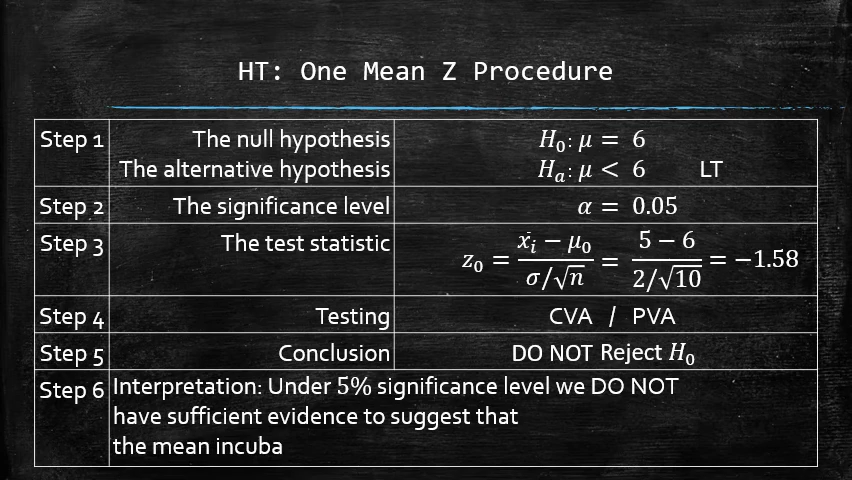 HT: One Mean Z Procedure
Step 1 The null hypothesis H₀: μ = 6
The alternative hypothesis Hₐ: μ < 6 LT
Step 2 The significance level α = 0.05
Step 3 The test statistic z₀ = (x̄ᵢ − μ₀)/(σ/√n) = (5 − 6)/(2/√10) = −1.58
Step 4 Testing CVA / PVA
Step 5 Conclusion DO NOT Reject H₀
Step 6 Interpretation: Under 5% significance level we DO NOT
have sufficient evidence to suggest that
the mean incuba